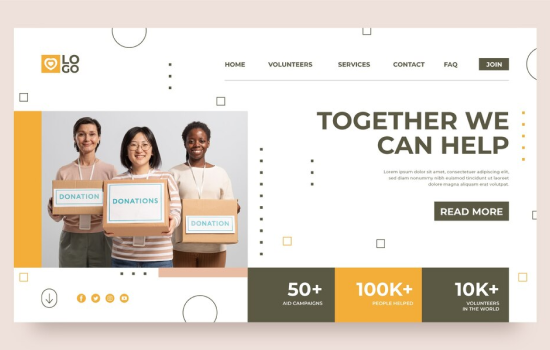 LO
GO
HOME VOLUNTEERS SERVICES CONTACT FAQ JOIN
TOGETHER WE
CAN HELP
Lorem ipsum dolor sit amet, consectetuer adipiscing elit,
sed diam nonummy nibh euismod tincidunt ut laoreet
dolore magna aliquam erat volutpat.
READ MORE
DONATION
DONATIONS
DONATION
50+
AID CAMPAIGNS
100K+
PEOPLE HELPED
10K+
VOLUNTEERS
IN THE WORLD